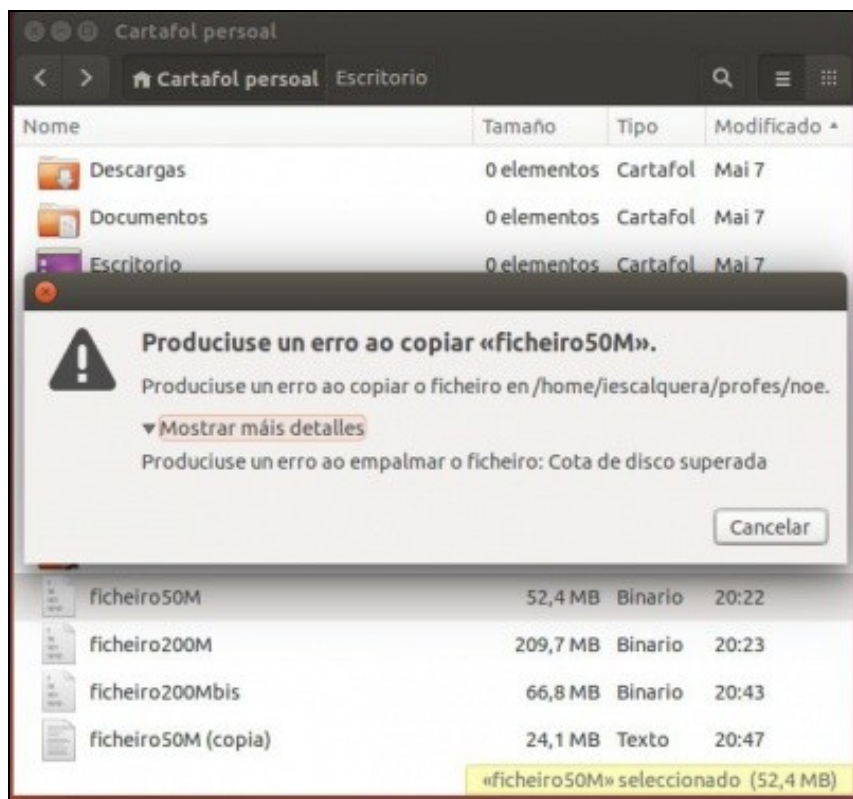 Cartafol persoal
Cartafol persoal Escritorio
Nome Tamaño Tipo Modificado
Descargas 0 elementos Cartafol Mai 7
Documentos 0 elementos Cartafol Mai 7
Escritorio 0 elementos Cartafol Mai 7
Produciuse un erro ao copiar «ficheiro50M».
Produciuse un erro ao copiar o ficheiro en /home/iescalquera/profes/noe.
Mostrar máis detalles
Produciuse un erro ao empalmar o ficheiro: Cota de disco superada
Cancelar
ficheiro50M 52,4 MB Binario 20:22
ficheiro200M 209,7 MB Binario 20:23
ficheiro200Mbis 66,8 MB Binario 20:43
ficheiro50M (copia) 24,1 MB Texto 20:47
«ficheiro50M» seleccionado (52,4 MB)